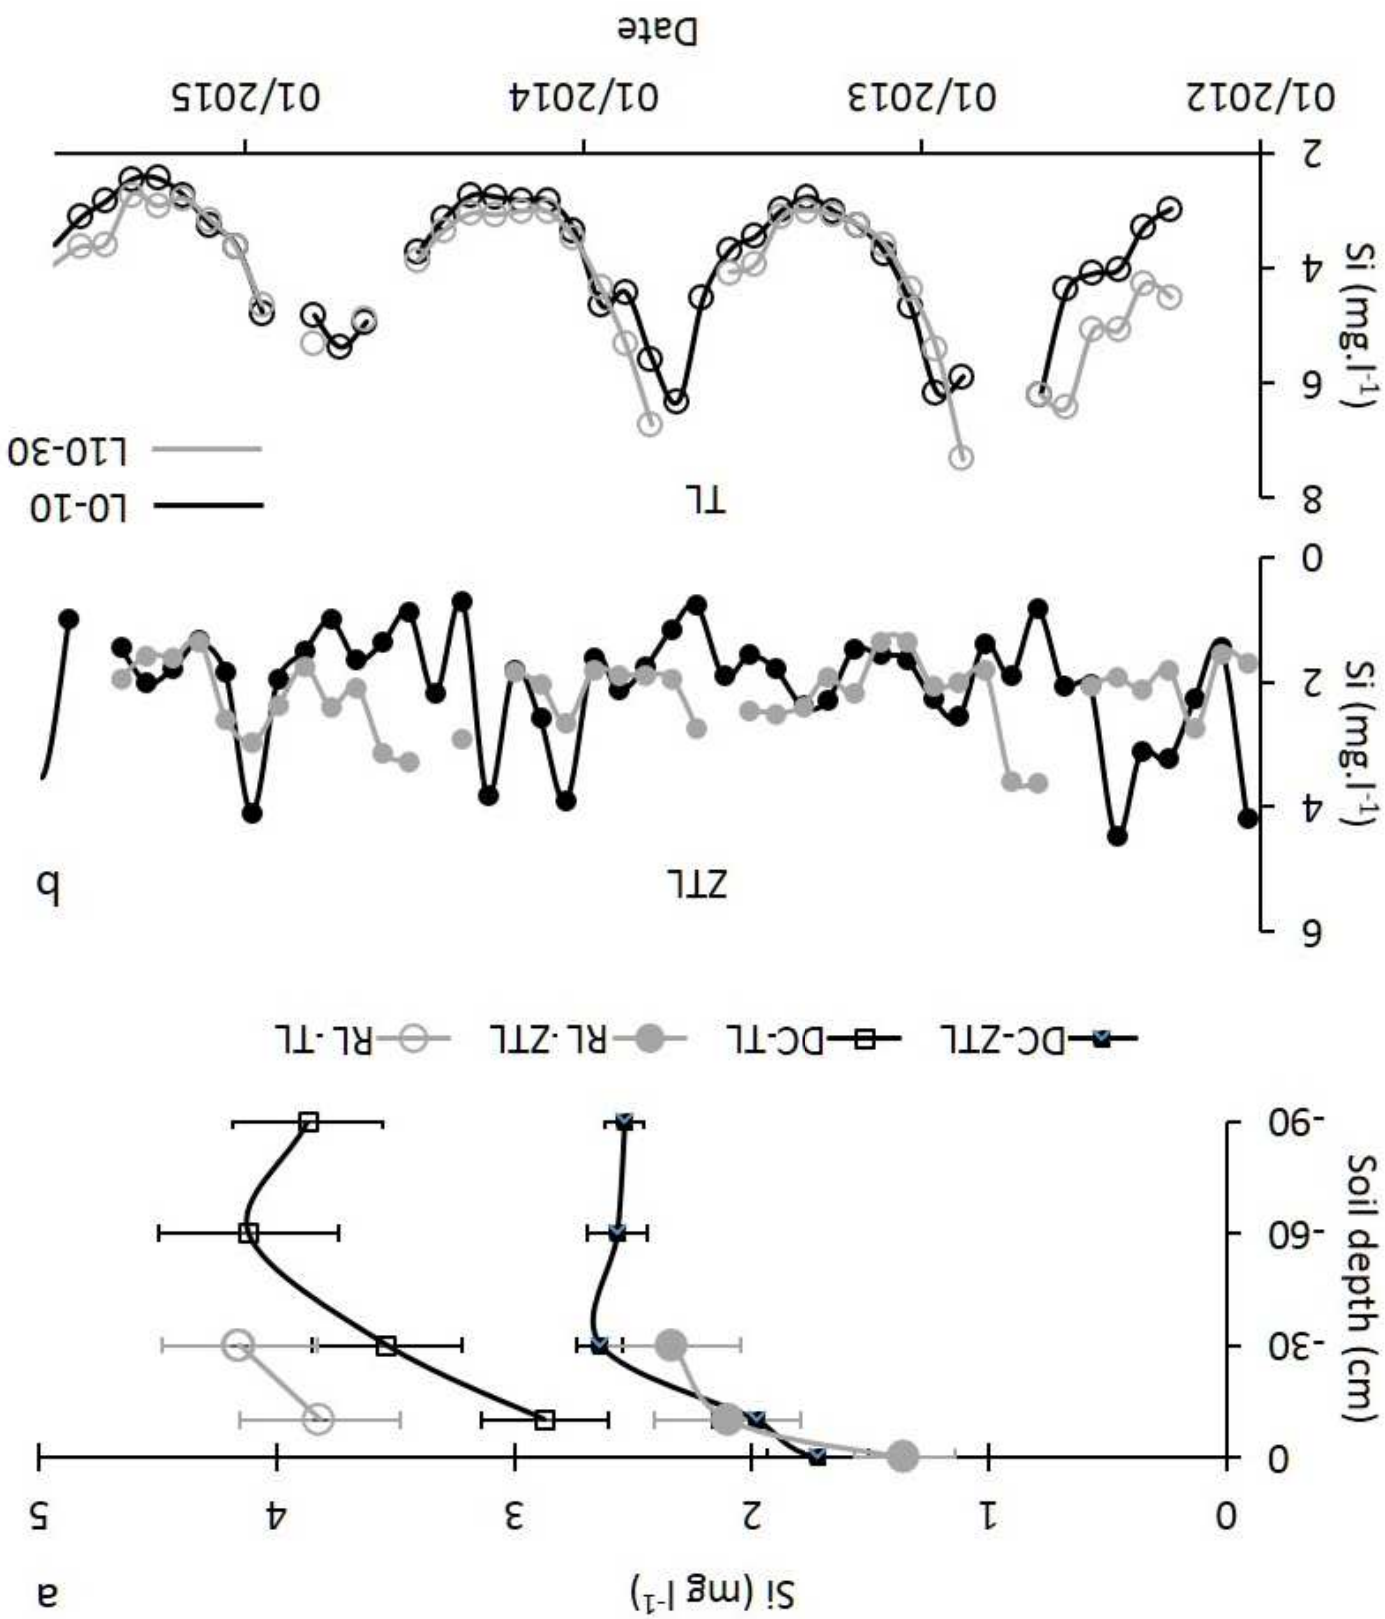 a
Si (mg l-1)
0 1 2 3 4 5
Soil depth (cm)
0
-30
-60
-90
DC-ZTL DC-TL RL-ZTL RL-TL
b
ZTL
Si (mg.l-1)
6
4
2
0
TL
L0-10
L10-30
Si (mg.l-1)
8
6
4
2
01/2012 01/2013 01/2014 01/2015
Date